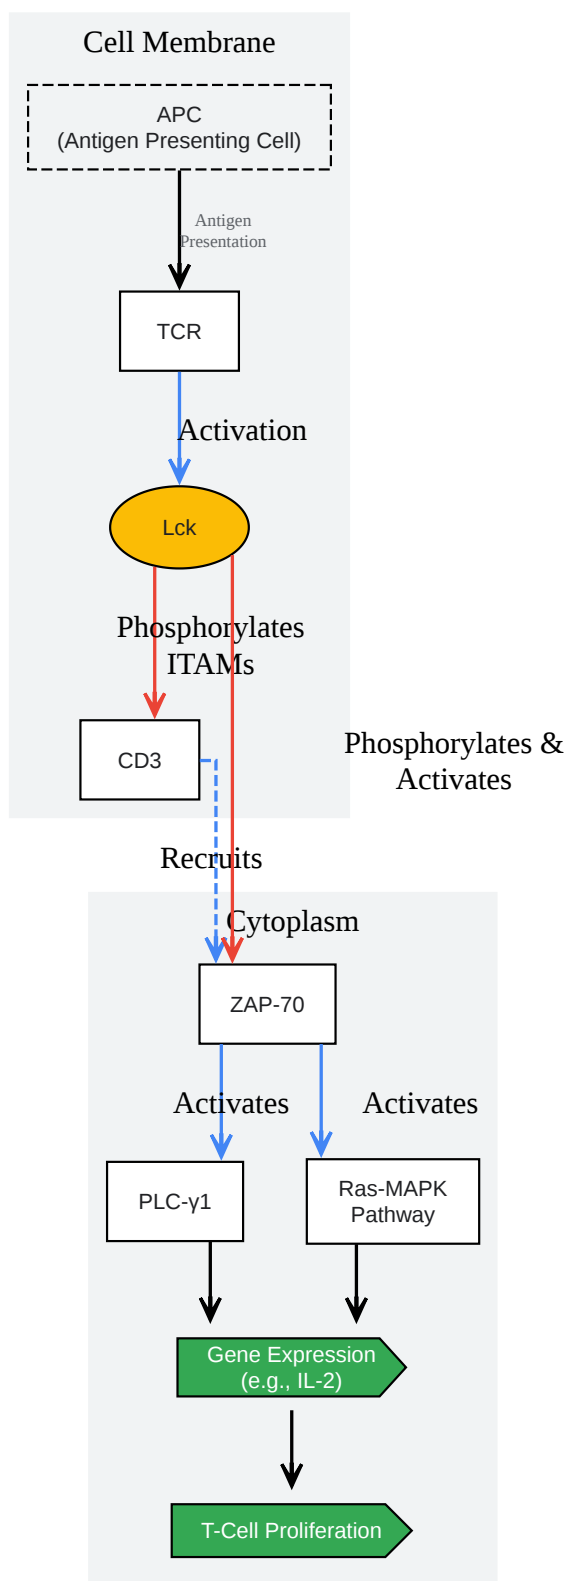 Cell Membrane
APC
(Antigen Presenting Cell)
Antigen
Presentation
TCR
Activation
Lck
Phosphorylates
ITAMs
Phosphorylates &
Activates
CD3
Recruits
Cytoplasm
ZAP-70
Activates
Activates
PLC-γ1
Ras-MAPK
Pathway
Gene Expression
(e.g., IL-2)
T-Cell Proliferation